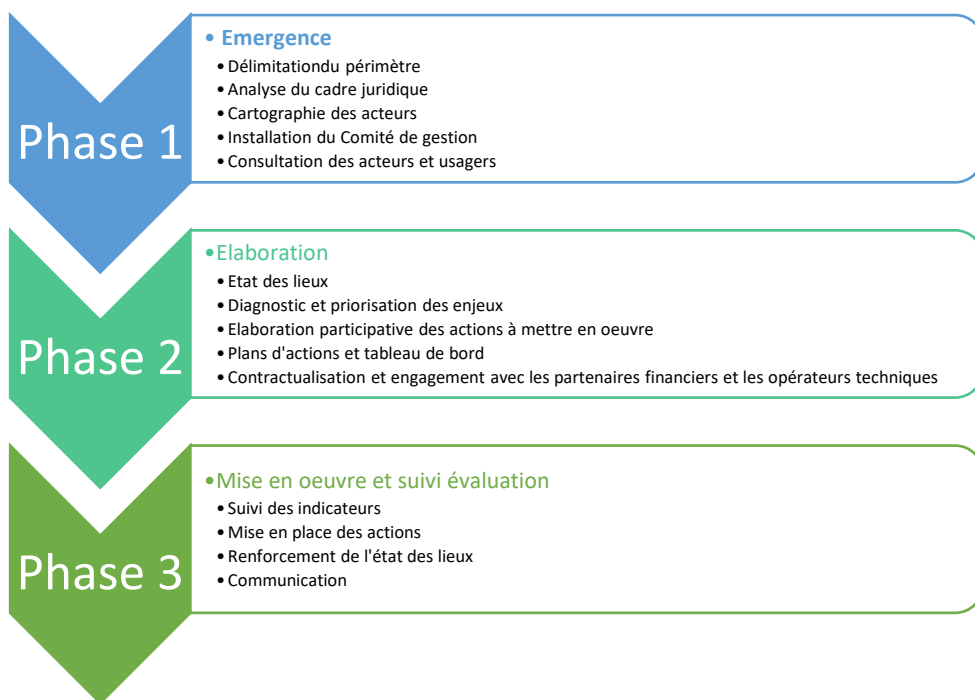 Phase 1
• Emergence
• Délimitationdu périmètre
• Analyse du cadre juridique
• Cartographie des acteurs
• Installation du Comité de gestion
• Consultation des acteurs et usagers
Phase 2
• Elaboration
• Etat des lieux
• Diagnostic et priorisation des enjeux
• Elaboration participative des actions à mettre en oeuvre
• Plans d'actions et tableau de bord
• Contractualisation et engagement avec les partenaires financiers et les opérateurs techniques
Phase 3
• Mise en oeuvre et suivi évaluation
• Suivi des indicateurs
• Mise en place des actions
• Renforcement de l'état des lieux
• Communication